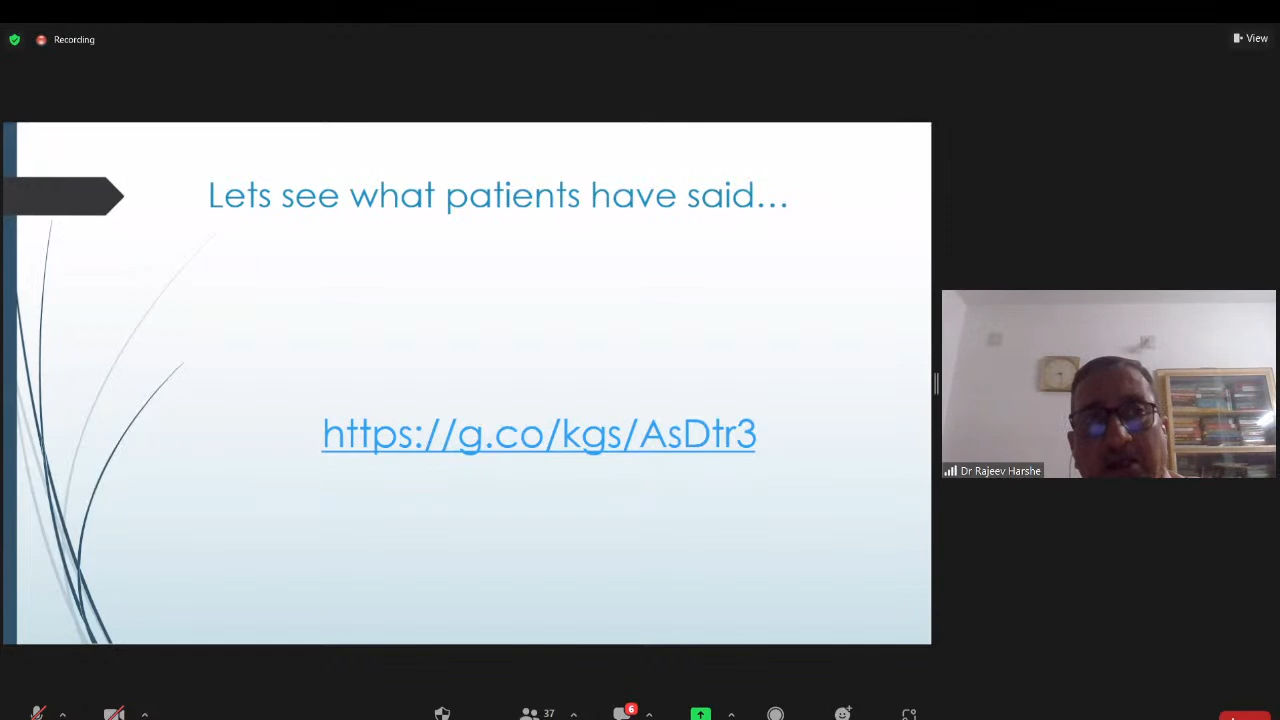 Recording
View
Lets see what patients have said...
https://g.co/kgs/AsDtr3
Dr Rajeev Harshe
37
6